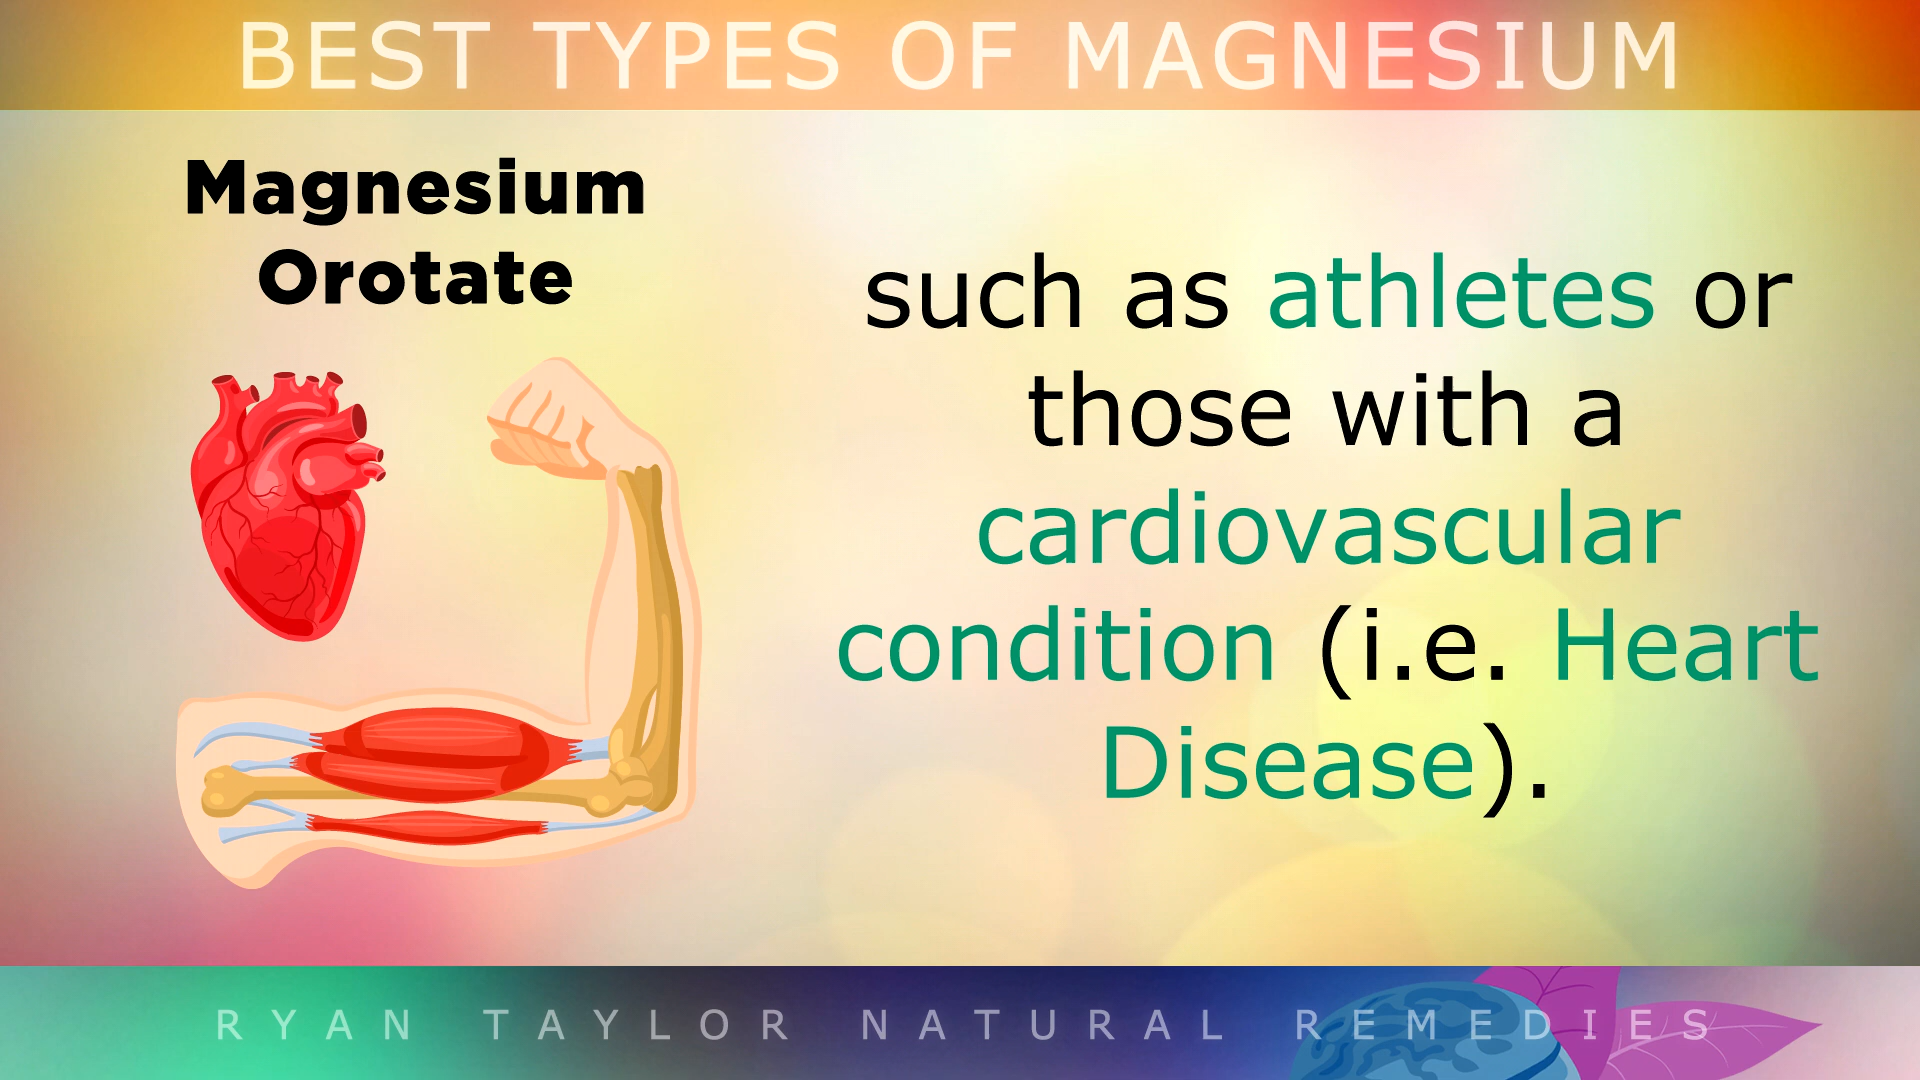 BEST TYPES OF MAGNESIUM
Magnesium
Orotate
such as athletes or
those with a
cardiovascular
condition (i.e. Heart
Disease).
RYAN TAYLOR NATURAL REMEDIES